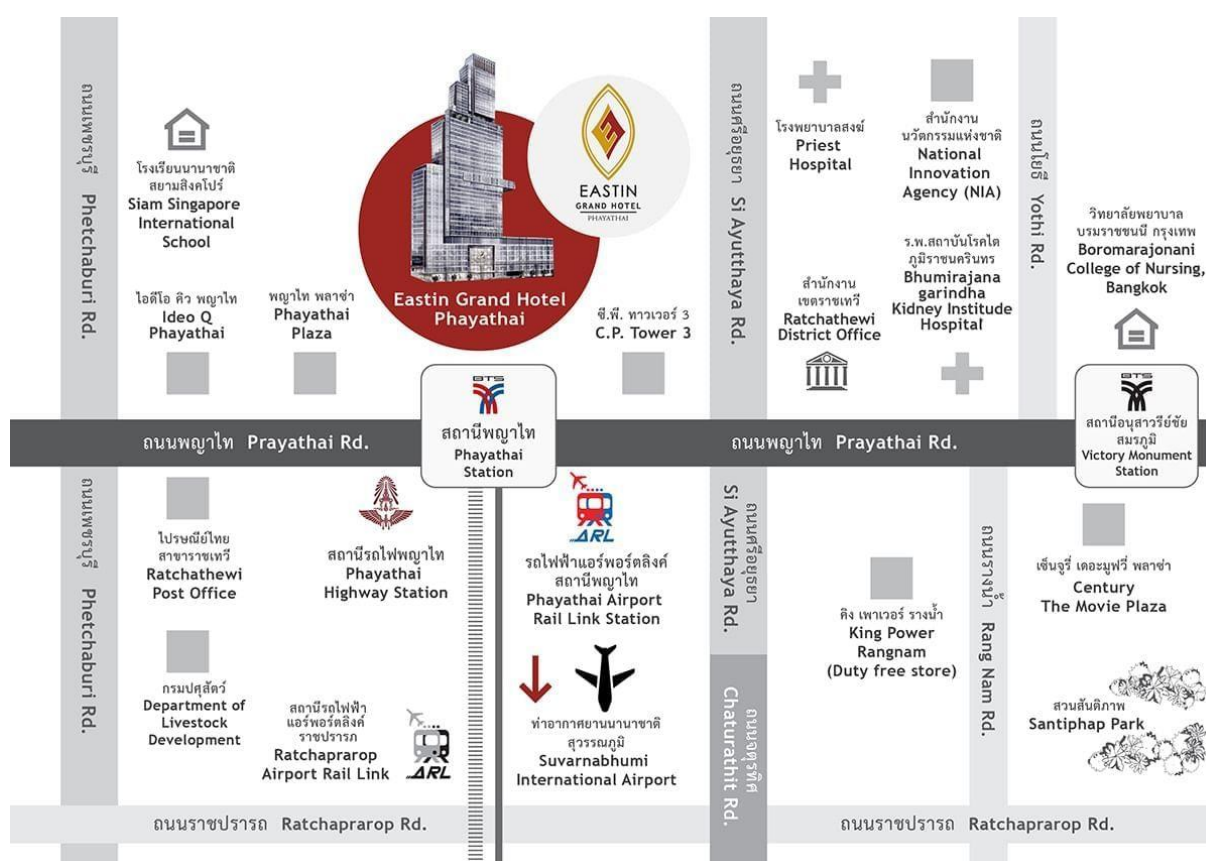 ถนนเพชรบุรี Phetchaburi Rd.
โรงเรียนนานาชาติ
สยามสิงคโปร์
Siam Singapore
International
School
ไอดีโอ คิว พญาไท
Ideo Q
Phayathai
พญาไท พลาซ่า
Phayathai
Plaza
Eastin Grand Hotel
Phayathai
EASTIN
GRAND HOTEL
PHAYATHAI
ซี.พี. ทาวเวอร์ 3
C.P. Tower 3
ถนนศรีอยุธยา Si Ayutthaya Rd.
โรงพยาบาลสงฆ์
Priest
Hospital
สำนักงาน
นวัตกรรมแห่งชาติ
National
Innovation
Agency (NIA)
สำนักงาน
เขตราชเทวี
Ratchathewi
District Office
ร.พ.สถาบันโรคไต
ภูมิราชนครินทร
Bhumirajana
garindha
Kidney Institude
Hospital
ถนนโยธี Yothi Rd.
วิทยาลัยพยาบาล
บรมราชชนนี กรุงเทพ
Boromarajonani
College of Nursing,
Bangkok
ถนนพญาไท Prayathai Rd.
BTS
สถานีพญาไท
Phayathai
Station
ถนนพญาไท Prayathai Rd.
BTS
สถานีอนุสาวรีย์ชัย
สมรภูมิ
Victory Monument
Station
ถนนเพชรบุรี Phetchaburi Rd.
ไปรษณีย์ไทย
สาขาราชเทวี
Ratchathewi
Post Office
สถานีรถไฟพญาไท
Phayathai
Highway Station
ARL
รถไฟฟ้าแอร์พอร์ตลิงค์
สถานีพญาไท
Phayathai Airport
Rail Link Station
ถนนศรีอยุธยา
Si Ayutthaya Rd.
คิง เพาเวอร์ รางน้ำ
King Power
Rangnam
(Duty free store)
ถนนรางน้ำ Rang Nam Rd.
เซ็นจูรี่ เดอะมูฟวี่ พลาซ่า
Century
The Movie Plaza
กรมปศุสัตว์
Department of
Livestock
Development
สถานีรถไฟฟ้า
แอร์พอร์ตลิงค์
ราชปรารภ
Ratchaprarop
Airport Rail Link
ARL
ท่าอากาศยานนานาชาติ
สุวรรณภูมิ
Suvarnabhumi
International Airport
ถนนจตุรทิศ
Chaturathit Rd.
สวนสันติภาพ
Santiphap Park
ถนนราชปรารถ Ratchaprarop Rd.
ถนนราชปรารถ Ratchaprarop Rd.